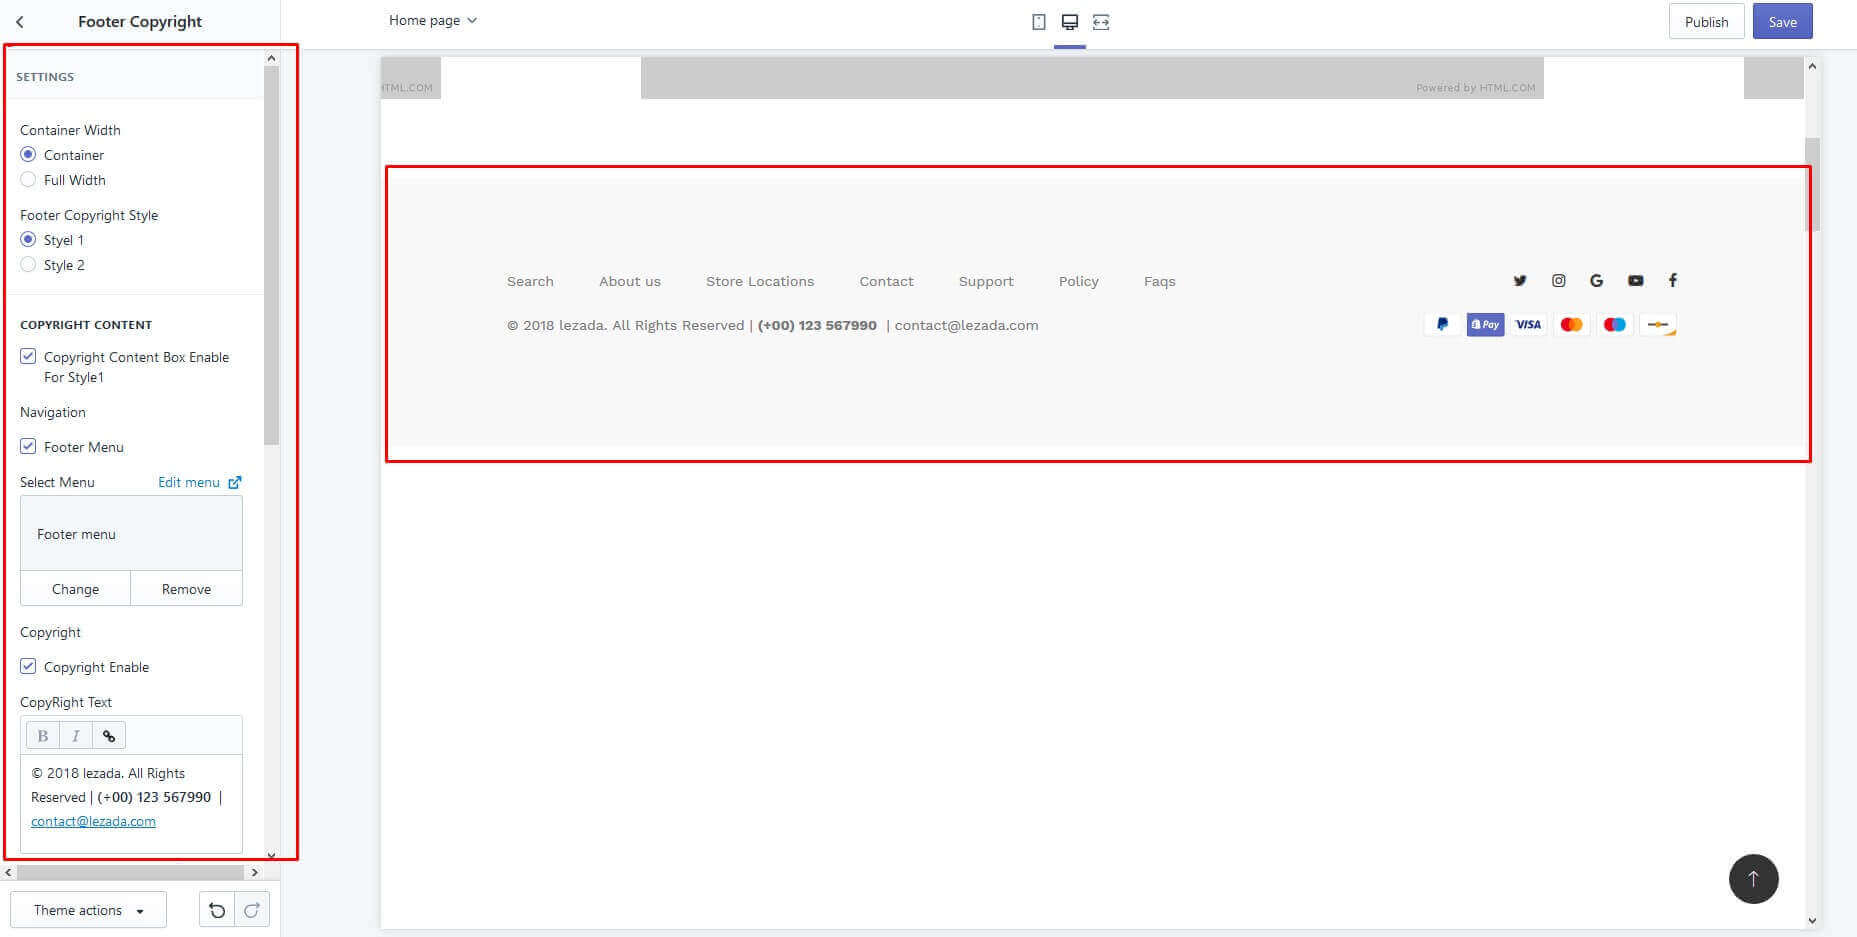 Footer Copyright
Home page
Publish
Save
SETTINGS
Container Width
Container
Full Width
Footer Copyright Style
Styel 1
Style 2
COPYRIGHT CONTENT
Copyright Content Box Enable
For Style1
Navigation
Footer Menu
Select Menu Edit menu
Footer menu
Change Remove
Copyright
Copyright Enable
CopyRight Text
B I
© 2018 lezada. All Rights
Reserved | (+00) 123 567990 |
contact@lezada.com
Theme actions
HTML.COM
Powered by HTML.COM
Search About us Store Locations Contact Support Policy Faqs
© 2018 lezada. All Rights Reserved | (+00) 123 567990 | contact@lezada.com
Pay VISA